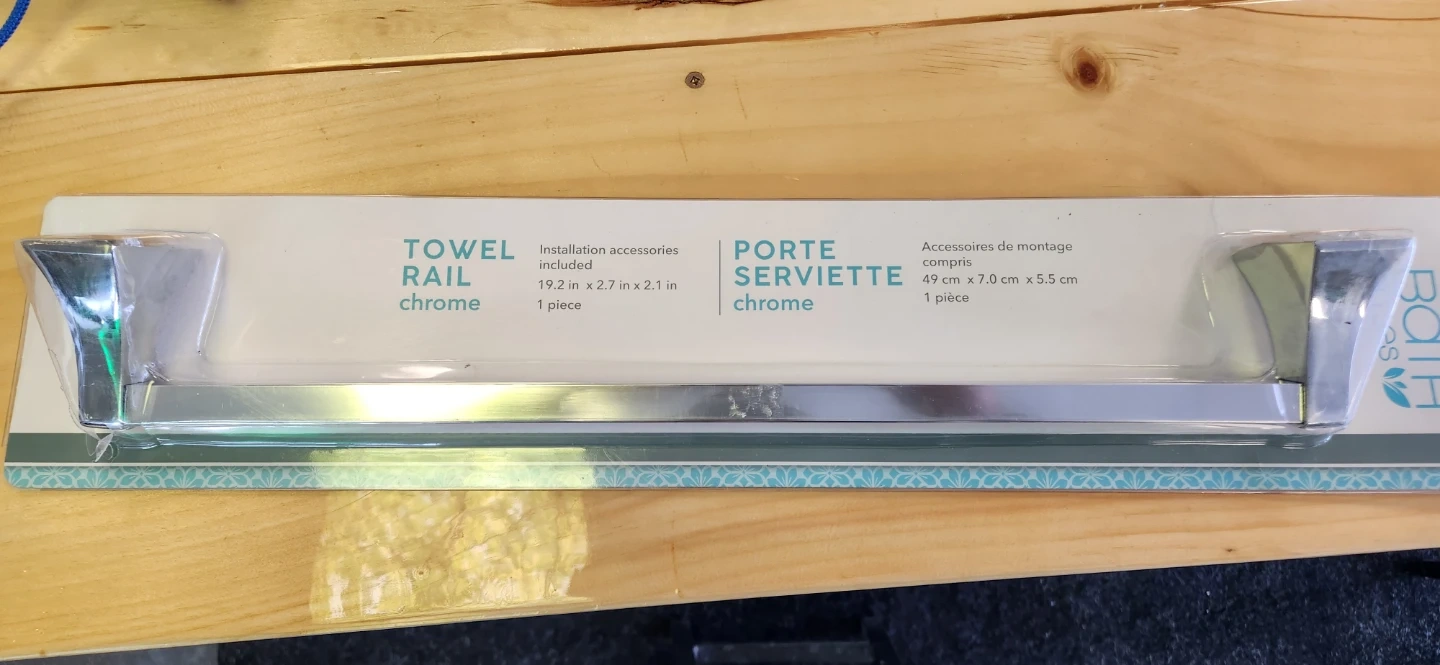 TOWEL
RAIL
chrome
Installation accessories
included
19.2 in x 2.7 in x 2.1 in
1 piece
PORTE
SERVIETTE
chrome
Accessoires de montage
compris
49 cm x 7.0 cm x 5.5 cm
1 pièce
BaTH